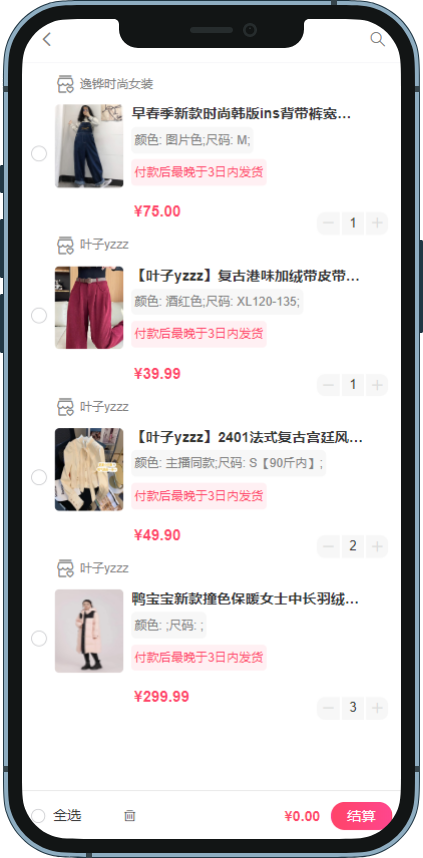 逸铧时尚女装
早春季新款时尚韩版ins背带裤宽...
颜色: 图片色;尺码: M;
付款后最晚于3日内发货
¥75.00
1
叶子yzzz
【叶子yzzz】复古港味加绒带皮带...
颜色: 酒红色;尺码: XL120-135;
付款后最晚于3日内发货
¥39.99
1
叶子yzzz
【叶子yzzz】2401法式复古宫廷风...
颜色: 主播同款;尺码: S【90斤内】;
付款后最晚于3日内发货
¥49.90
2
叶子yzzz
鸭宝宝新款撞色保暖女士中长羽绒...
颜色: ;尺码: ;
付款后最晚于3日内发货
¥299.99
3
全选 ¥0.00 结算